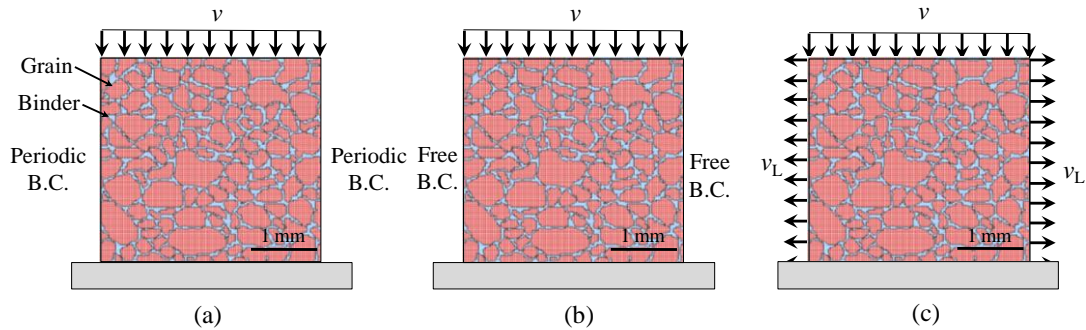 v
Grain
Binder
Periodic
B.C.
Periodic
B.C.
1 mm
(a)
v
Free
B.C.
Free
B.C.
1 mm
(b)
v
vL
vL
1 mm
(c)